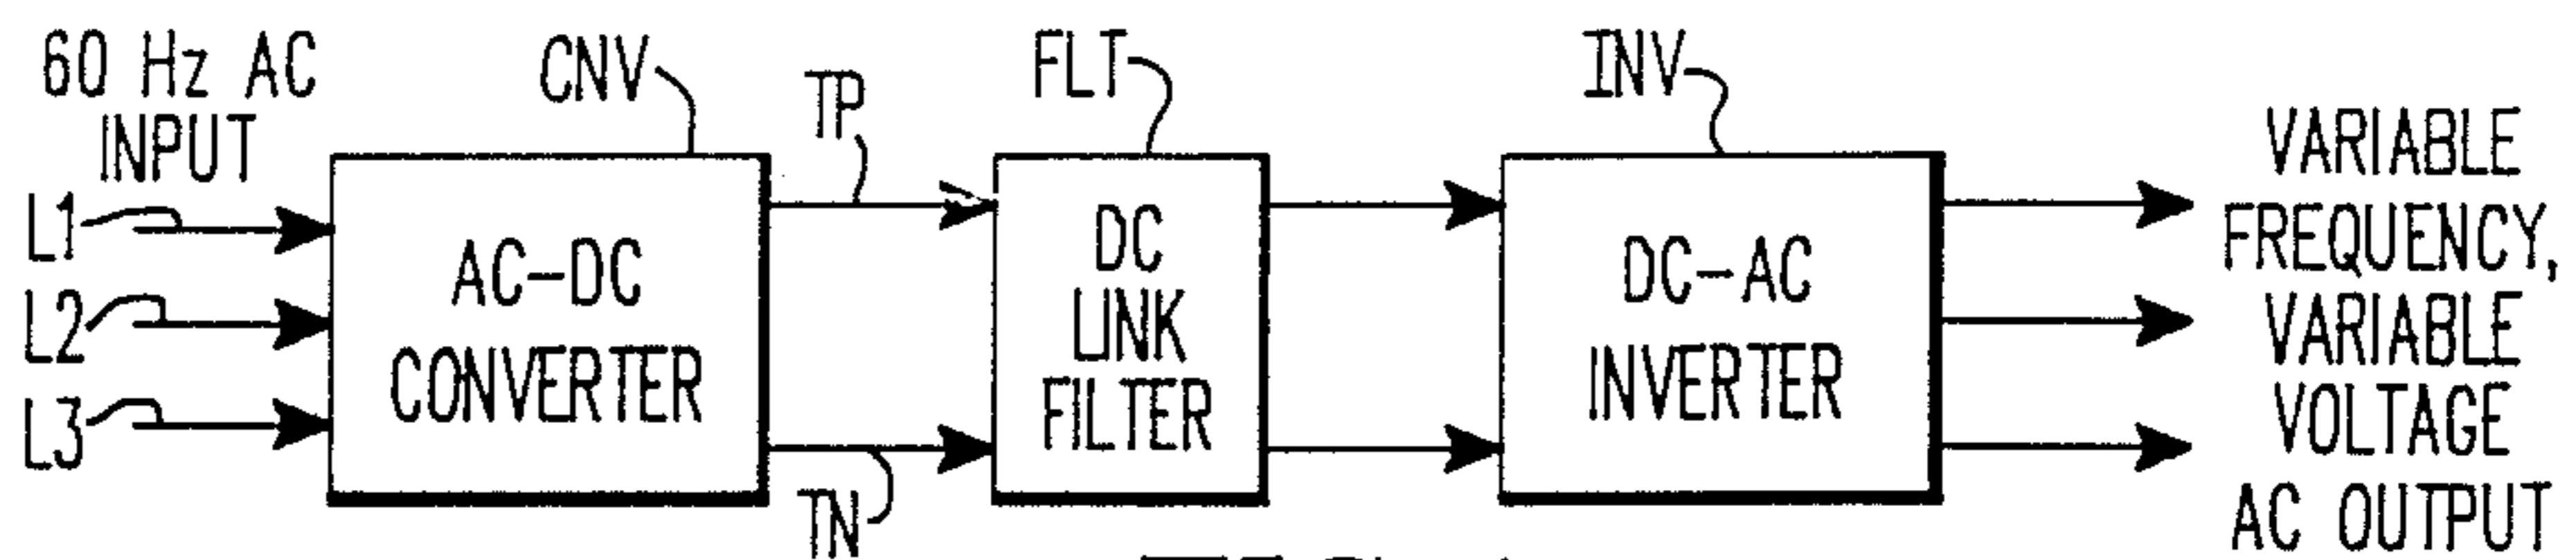 60 Hz AC
INPUT
L1
L2
L3
CNV
AC-DC
CONVERTER
TP
TN
FLT
DC
LINK
FILTER
INV
DC-AC
INVERTER
VARIABLE
FREQUENCY,
VARIABLE
VOLTAGE
AC OUTPUT